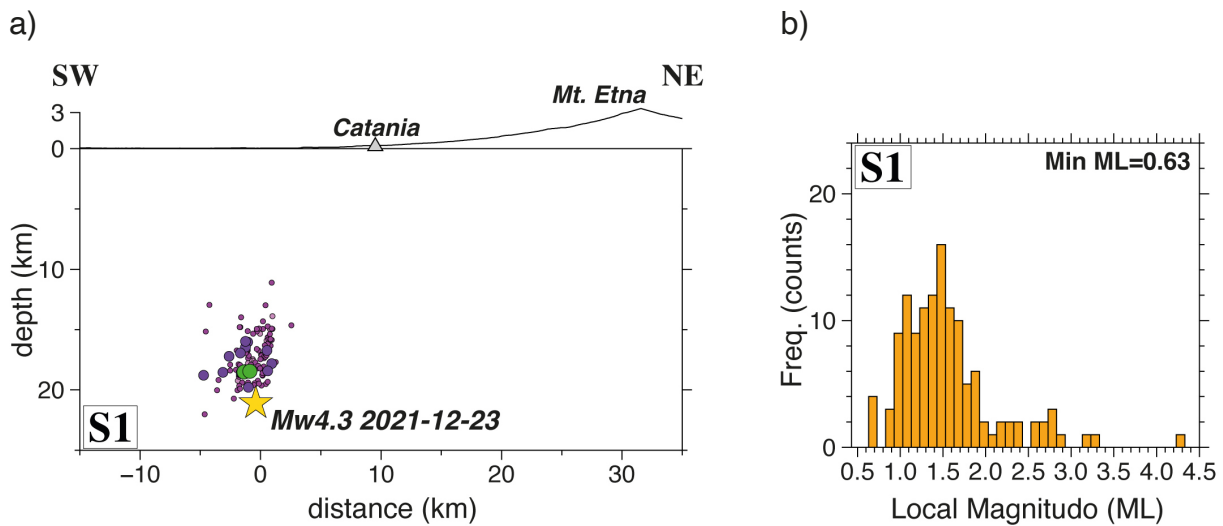 a)
SW
NE
Mt. Etna
Catania
3
0
10
20
depth (km)
S1
Mw4.3 2021-12-23
−10
0
10
20
30
distance (km)
b)
S1
Min ML=0.63
20
10
0
Freq. (counts)
0.5 1.0 1.5 2.0 2.5 3.0 3.5 4.0 4.5
Local Magnitudo (ML)